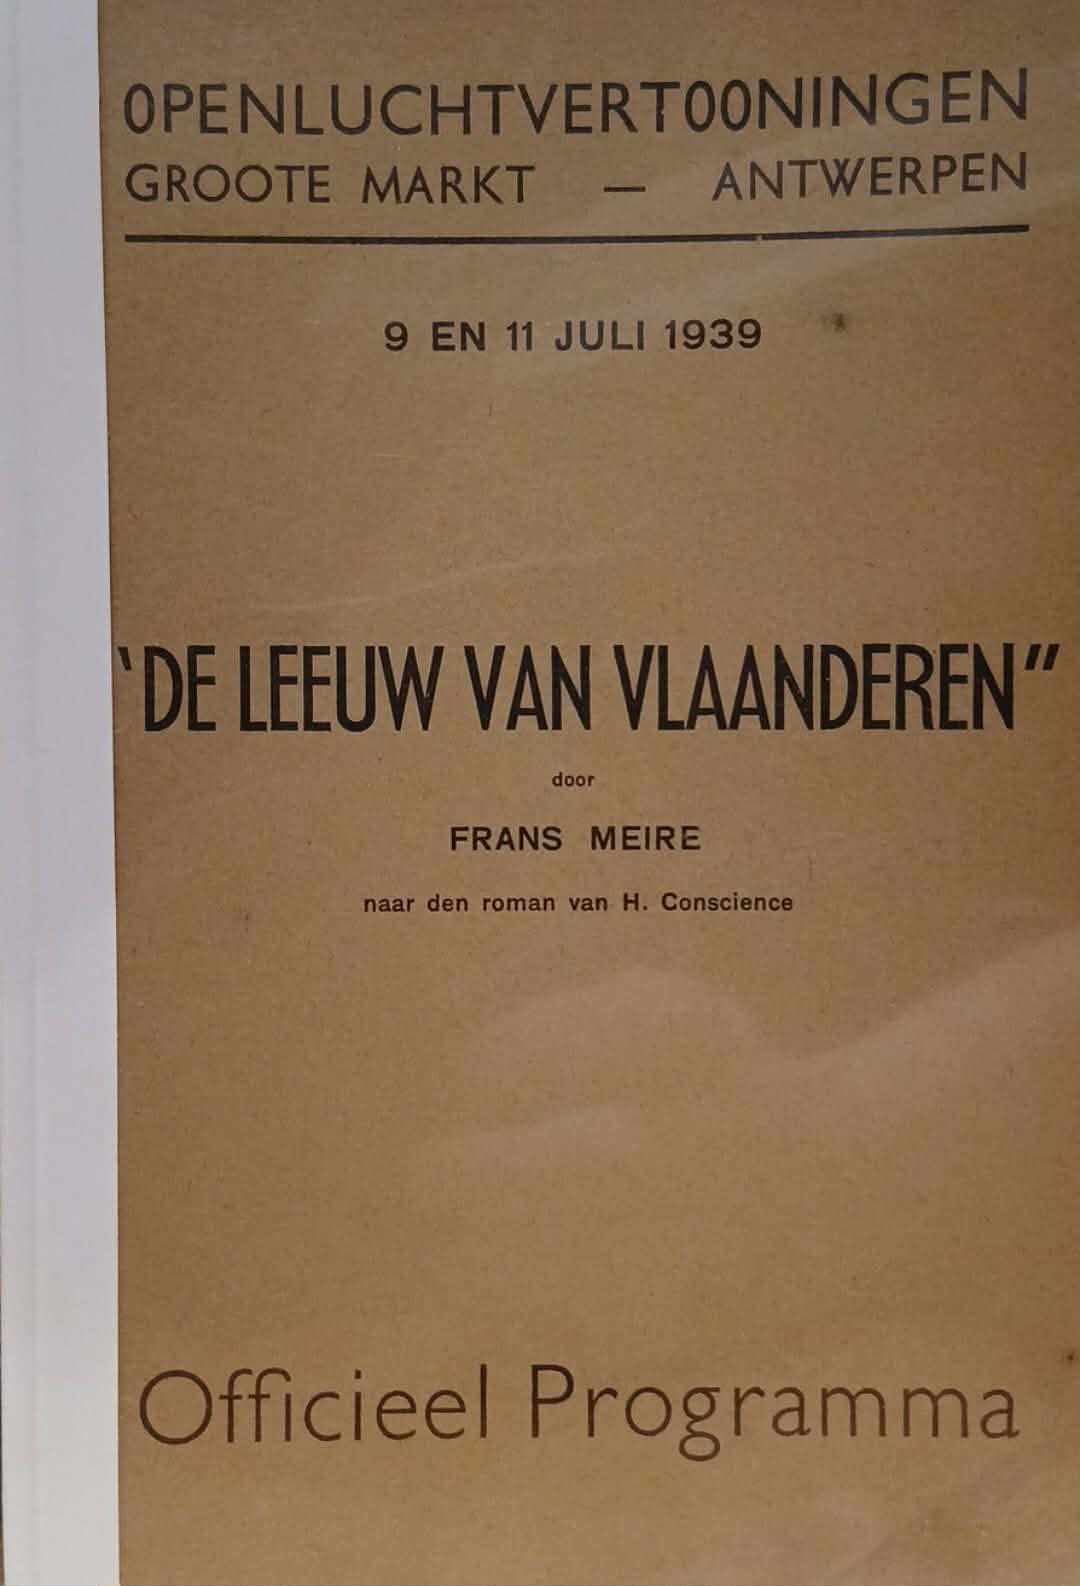 OPENLUCHTVERTOONINGEN
GROOTE MARKT — ANTWERPEN
9 EN 11 JULI 1939
'DE LEEUW VAN VLAANDEREN"
door
FRANS MEIRE
naar den roman van H. Conscience
Officieel Programma